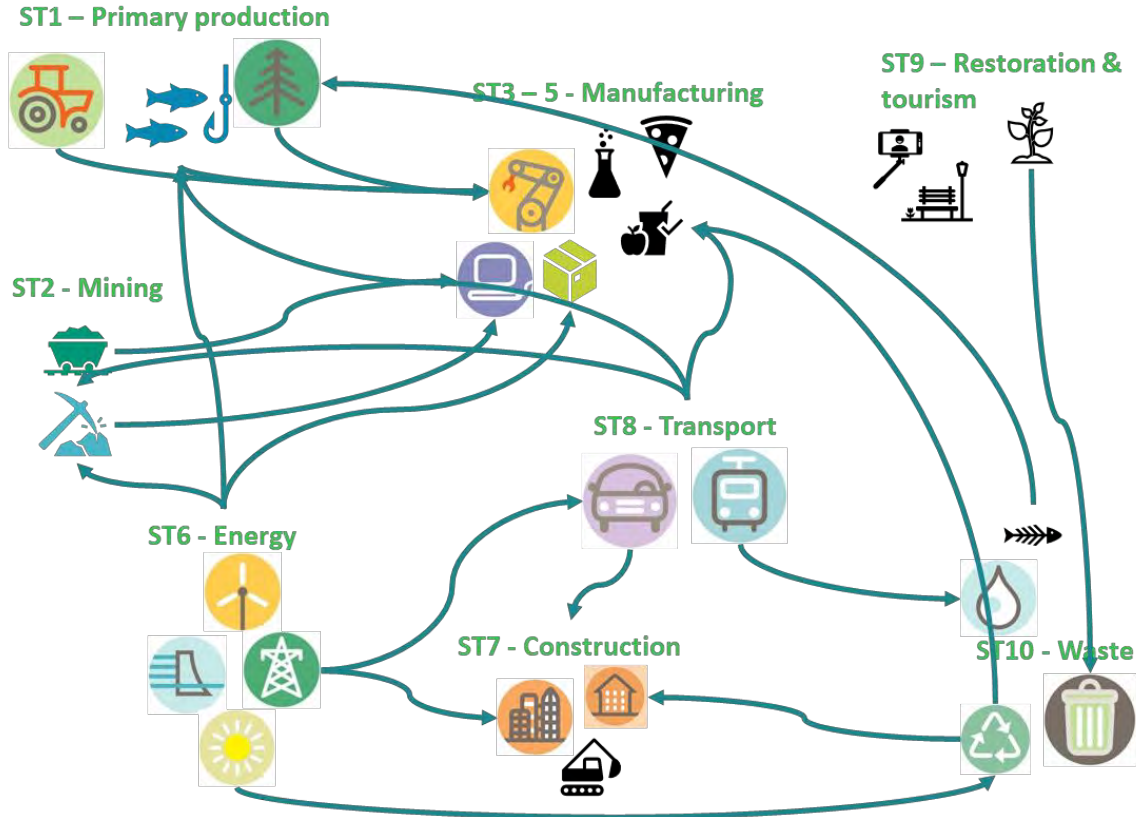 ST1 – Primary production
ST3 – 5 - Manufacturing
ST9 – Restoration &
tourism
ST2 - Mining
ST8 - Transport
ST6 - Energy
ST7 - Construction
ST10 - Waste